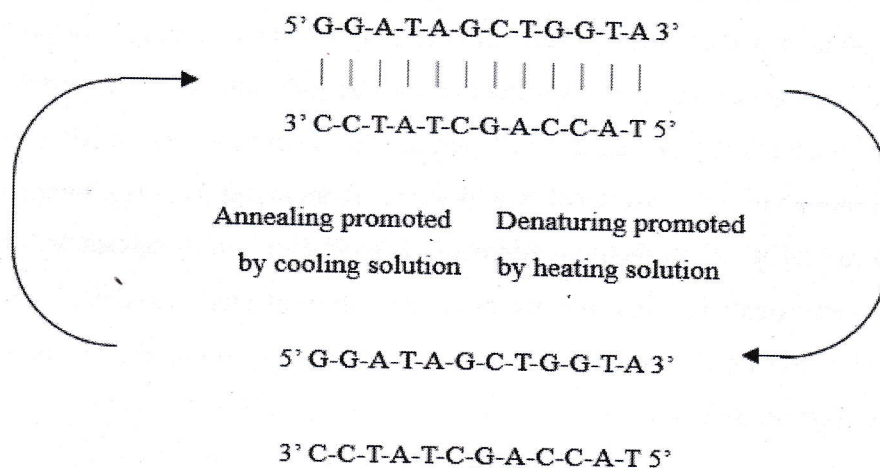 5’ G-G-A-T-A-G-C-T-G-G-T-A 3’
3’ C-C-T-A-T-C-G-A-C-C-A-T 5’
Annealing promoted
by cooling solution
Denaturing promoted
by heating solution
5’ G-G-A-T-A-G-C-T-G-G-T-A 3’
3’ C-C-T-A-T-C-G-A-C-C-A-T 5’